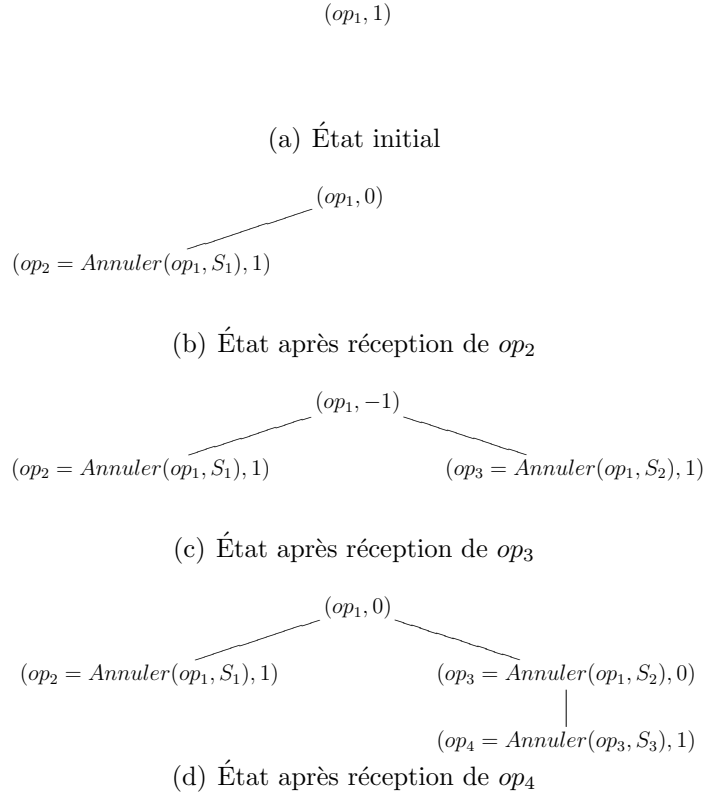 (op₁, 1)
(a) État initial
(op₁, 0)
(op₂ = Annuler(op₁, S₁), 1)
(b) État après réception de op₂
(op₁, −1)
(op₂ = Annuler(op₁, S₁), 1) (op₃ = Annuler(op₁, S₂), 1)
(c) État après réception de op₃
(op₁, 0)
(op₂ = Annuler(op₁, S₁), 1) (op₃ = Annuler(op₁, S₂), 0)
(op₄ = Annuler(op₃, S₃), 1)
(d) État après réception de op₄